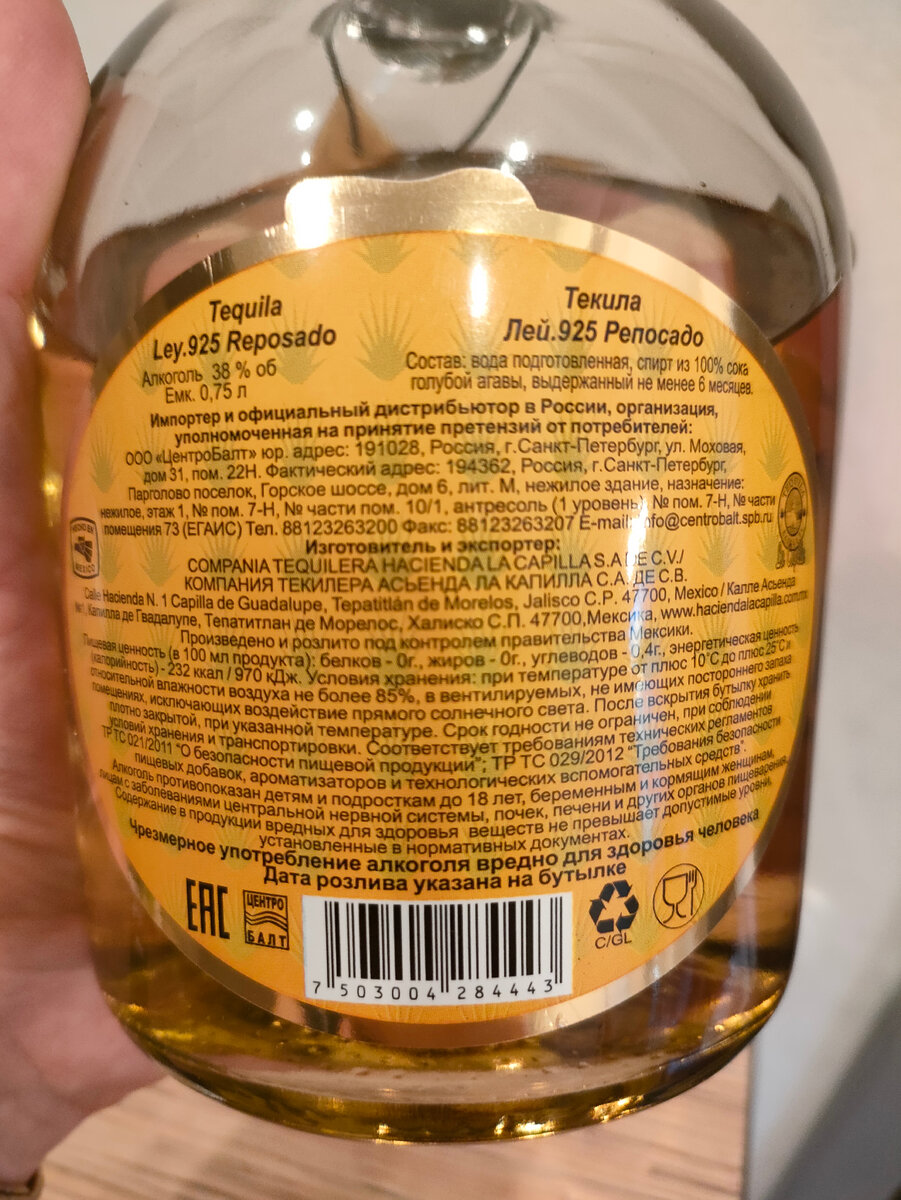 Tequila
Ley.925 Reposado
Алкоголь 38 % об
Емк. 0,75 л
Текила
Лей.925 Репосадо
Состав: вода подготовленная, спирт из 100% сока
голубой агавы, выдержанный не менее 6 месяцев.
Импортер и официальный дистрибьютор в России, организация,
уполномоченная на принятие претензий от потребителей:
ООО «ЦентроБалт» юр. адрес: 191028, Россия, г.Санкт-Петербург, ул. Моховая,
дом 31, пом. 22Н. Фактический адрес: 194362, Россия, г.Санкт-Петербург,
Парголово поселок, Горское шоссе, дом 6, лит. М, нежилое здание, назначение:
нежилое, этаж 1, № пом. 7-Н, № части пом. 10/1, антресоль (1 уровень) № пом. 7-Н, № части
помещения 73 (ЕГАИС) Тел. 88123263200 Факс: 88123263207 E-mail: info@centrobalt.spb.ru
HECHO EN
MEXICO
Изготовитель и экспортер:
COMPANIA TEQUILERA HACIENDA LA CAPILLA S.A DE C.V./
КОМПАНИЯ ТЕКИЛЕРА АСЬЕНДА ЛА КАПИЛЛА С.А. ДЕ С.В.
Calle Hacienda N. 1 Capilla de Guadalupe, Tepatitlán de Morelos, Jalisco C.P. 47700, Mexico / Калле Асьенда
№1, Капилла де Гвадалупе, Тепатитлан де Морелос, Халиско С.П. 47700,Мексика, www.haciendalacapilla.com.mx
Произведено и розлито под контролем правительства Мексики.
Пищевая ценность (в 100 мл продукта): белков - 0г., жиров - 0г., углеводов - 0,4г., энергетическая ценность
(калорийность) - 232 ккал / 970 кДж. Условия хранения: при температуре от плюс 10°С до плюс 25°С и
относительной влажности воздуха не более 85%, в вентилируемых, не имеющих постороннего запаха
помещениях, исключающих воздействие прямого солнечного света. После вскрытия бутылку хранить
плотно закрытой, при указанной температуре. Срок годности не ограничен, при соблюдении
условий хранения и транспортировки. Соответствует требованиям технических регламентов
ТР ТС 021/2011 "О безопасности пищевой продукции"; ТР ТС 029/2012 "Требования безопасности
пищевых добавок, ароматизаторов и технологических вспомогательных средств".
Алкоголь противопоказан детям и подросткам до 18 лет, беременным и кормящим женщинам,
лицам с заболеваниями центральной нервной системы, почек, печени и других органов пищеварения.
Содержание в продукции вредных для здоровья веществ не превышает допустимые уровни,
установленные в нормативных документах.
Чрезмерное употребление алкоголя вредно для здоровья человека
Дата розлива указана на бутылке
EAC
ЦЕНТРО
БАЛТ
7 503004 284443
C/GL